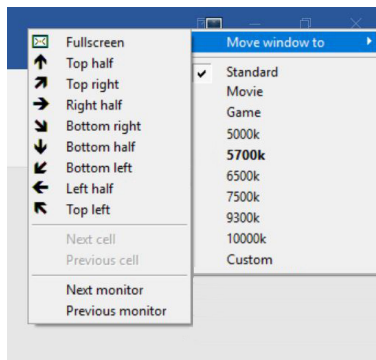 Fullscreen
Top half
Top right
Right half
Bottom right
Bottom half
Bottom left
Left half
Top left
Next cell
Previous cell
Next monitor
Previous monitor
Move window to
Standard
Movie
Game
5000k
5700k
6500k
7500k
9300k
10000k
Custom